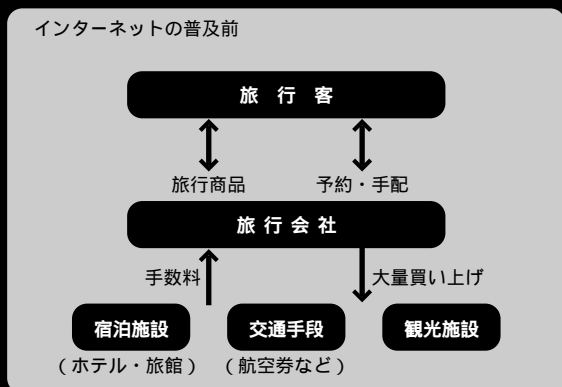 インターネットの普及前
旅行客
旅行商品 予約・手配
旅行会社
手数料 大量買い上げ
宿泊施設 交通手段 観光施設
(ホテル・旅館) (航空券など)